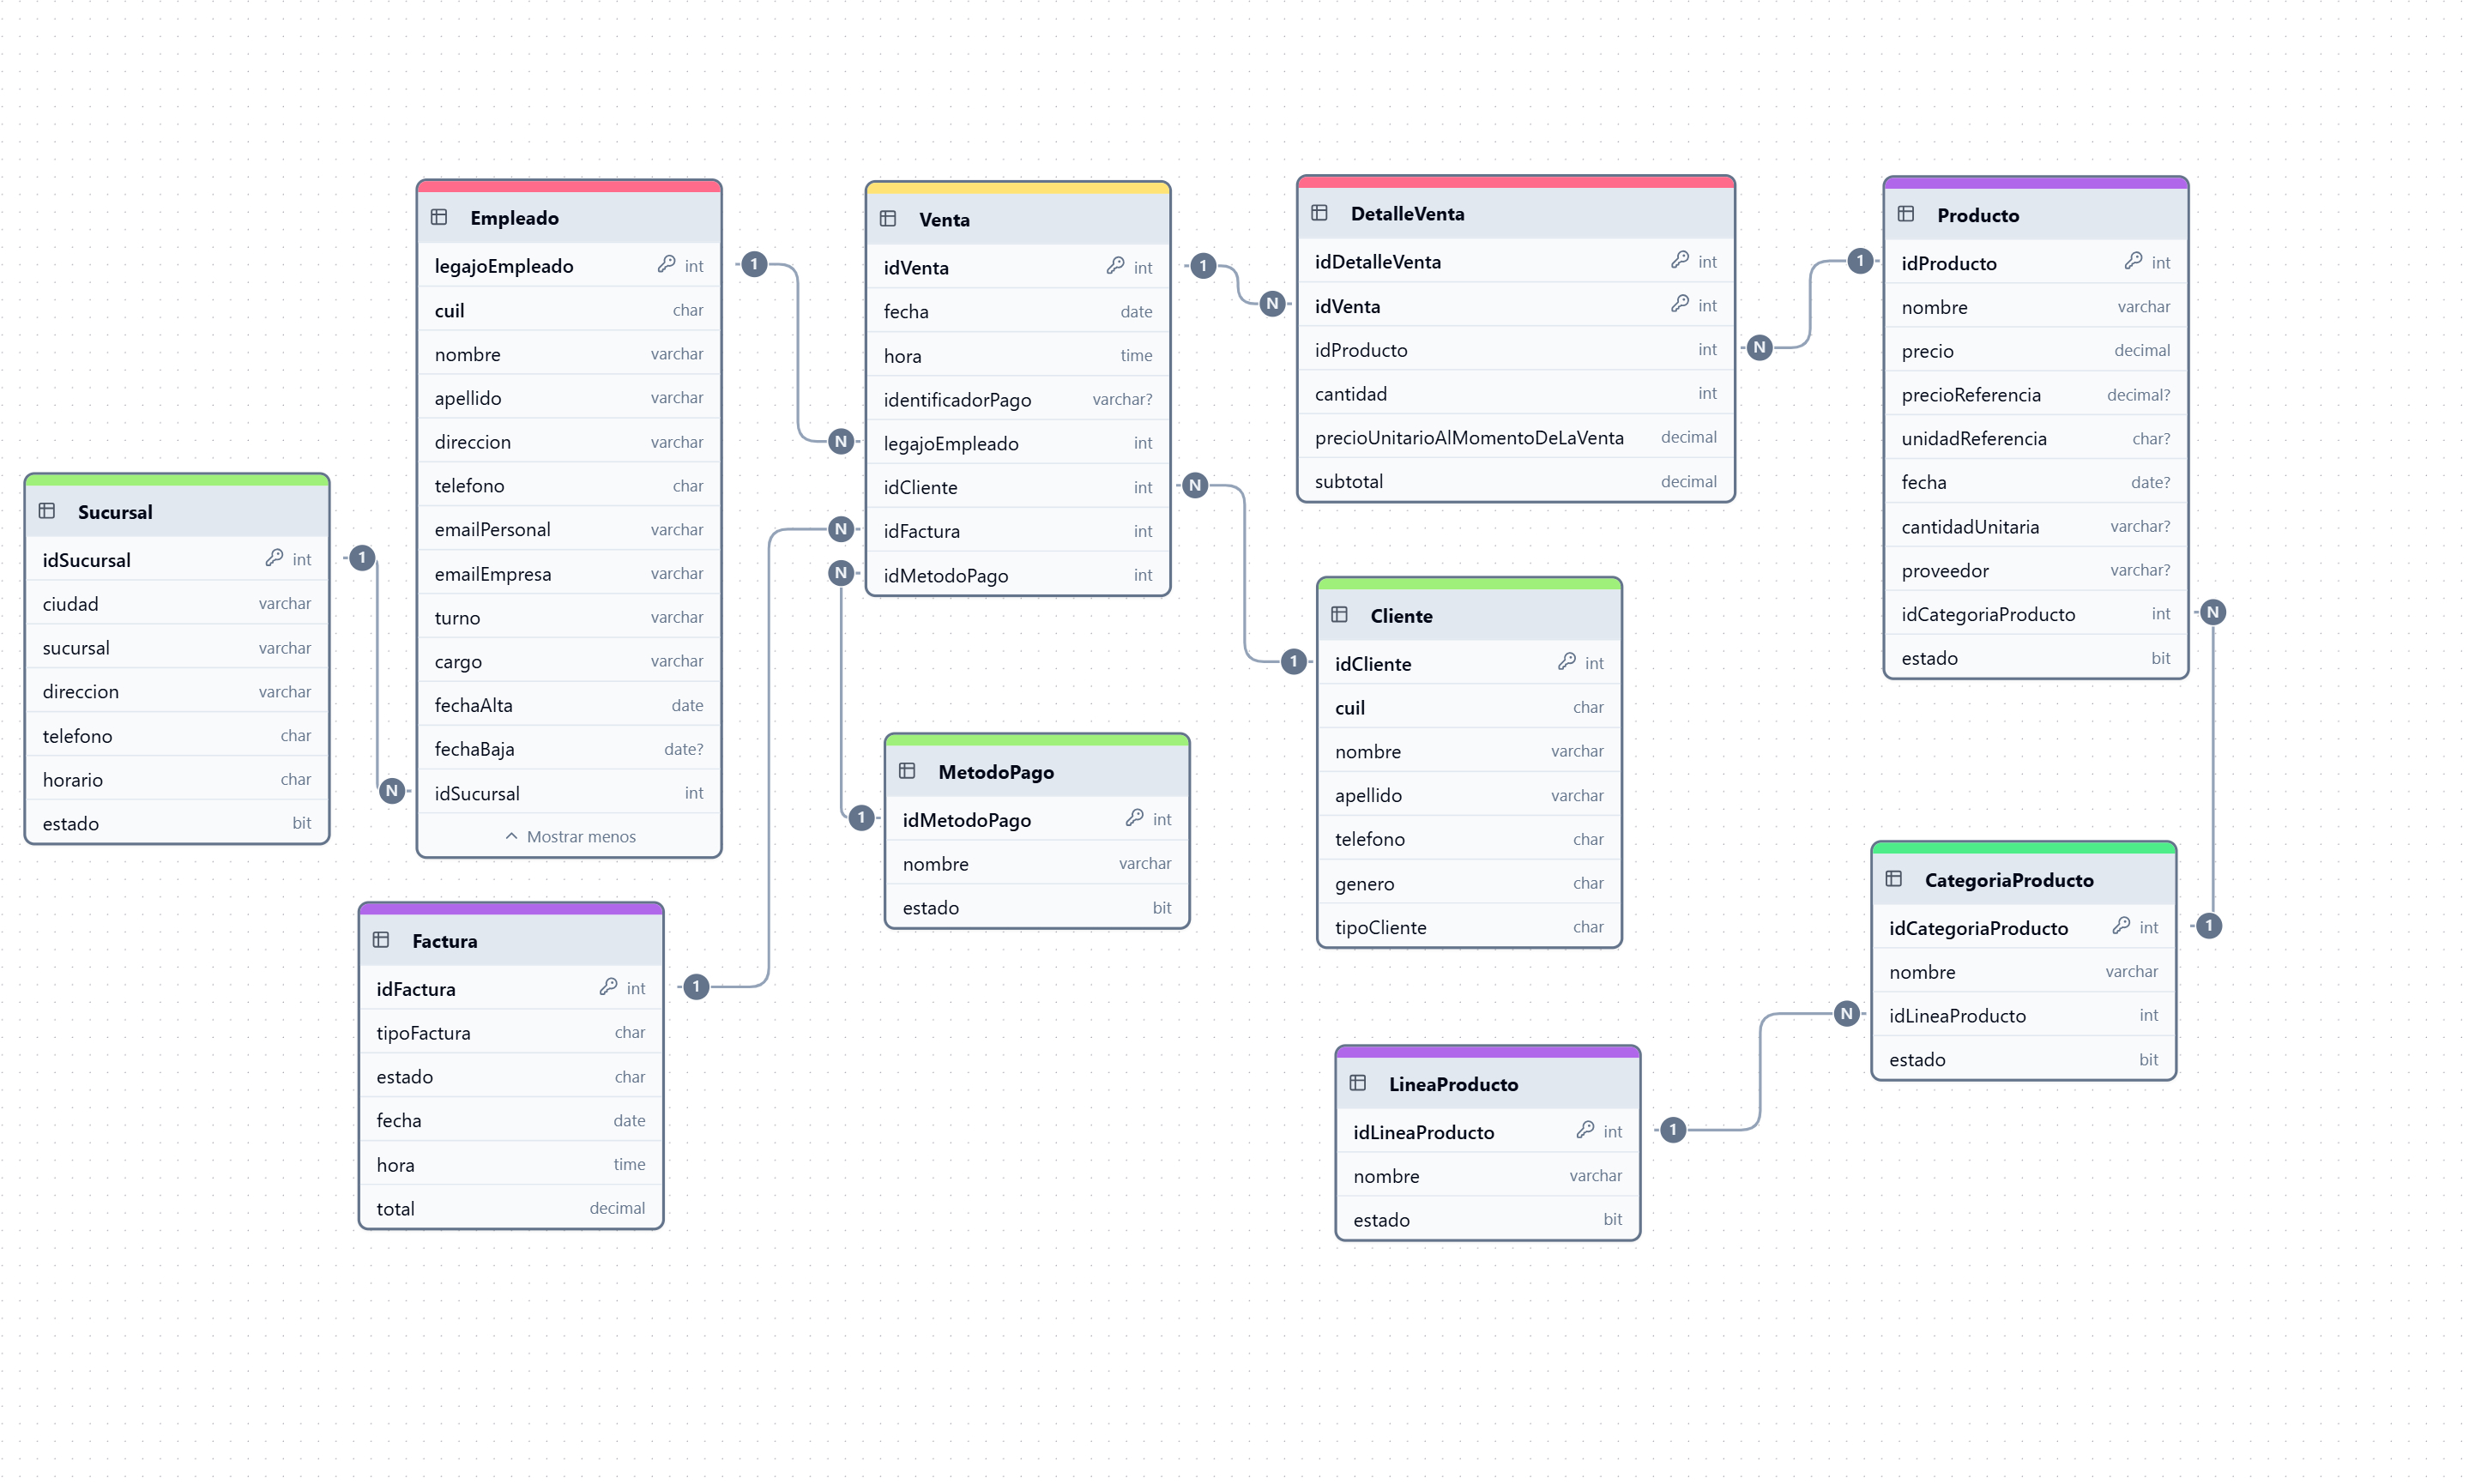 Empleado
legajoEmpleado int
cuil char
nombre varchar
apellido varchar
direccion varchar
telefono char
emailPersonal varchar
emailEmpresa varchar
turno varchar
cargo varchar
fechaAlta date
fechaBaja date?
idSucursal int
Mostrar menos
Venta
idVenta int
fecha date
hora time
identificadorPago varchar?
legajoEmpleado int
idCliente int
idFactura int
idMetodoPago int
DetalleVenta
idDetalleVenta int
idVenta int
idProducto int
cantidad int
precioUnitarioAlMomentoDeLaVenta decimal
subtotal decimal
Producto
idProducto int
nombre varchar
precio decimal
precioReferencia decimal?
unidadReferencia char?
fecha date?
cantidadUnitaria varchar?
proveedor varchar?
idCategoriaProducto int
estado bit
Sucursal
idSucursal int
ciudad varchar
sucursal varchar
direccion varchar
telefono char
horario char
estado bit
Cliente
idCliente int
cuil char
nombre varchar
apellido varchar
telefono char
genero char
tipoCliente char
MetodoPago
idMetodoPago int
nombre varchar
estado bit
CategoriaProducto
idCategoriaProducto int
nombre varchar
idLineaProducto int
estado bit
Factura
idFactura int
tipoFactura char
estado char
fecha date
hora time
total decimal
LineaProducto
idLineaProducto int
nombre varchar
estado bit
1
N
1
N
1
N
N
1
N
1
N
1
N
1
N
1
N
1